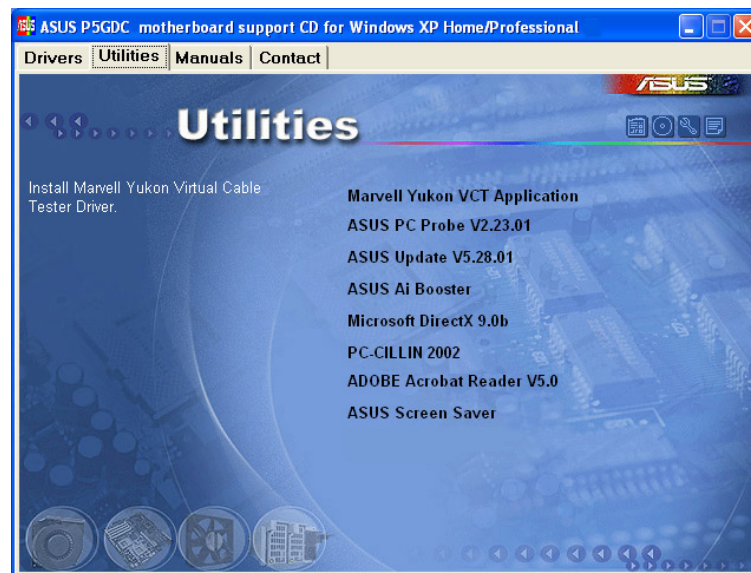 ASUS P5GDC motherboard support CD for Windows XP Home/Professional
Drivers Utilities Manuals Contact
ASUS
Utilities
Install Marvell Yukon Virtual Cable
Tester Driver.
Marvell Yukon VCT Application
ASUS PC Probe V2.23.01
ASUS Update V5.28.01
ASUS Ai Booster
Microsoft DirectX 9.0b
PC-CILLIN 2002
ADOBE Acrobat Reader V5.0
ASUS Screen Saver